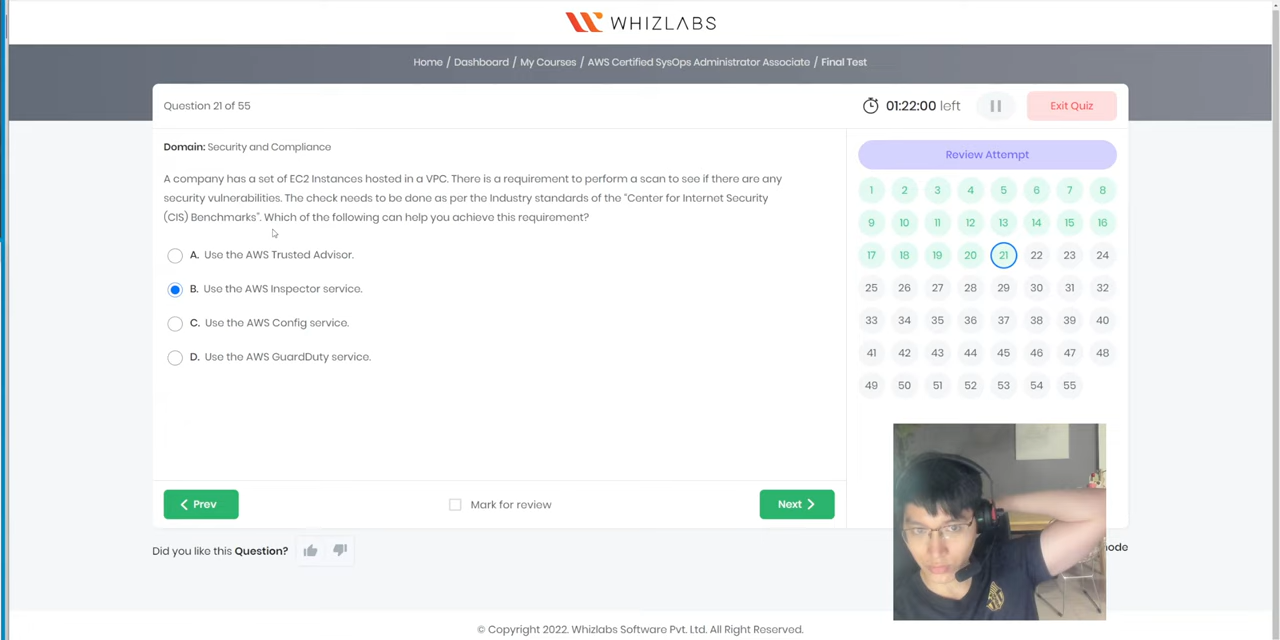 WHIZLABS
Home / Dashboard / My Courses / AWS Certified SysOps Administrator Associate / Final Test
Question 21 of 55
01:22:00 left
Exit Quiz
Domain: Security and Compliance
A company has a set of EC2 Instances hosted in a VPC. There is a requirement to perform a scan to see if there are any
security vulnerabilities. The check needs to be done as per the Industry standards of the "Center for Internet Security
(CIS) Benchmarks". Which of the following can help you achieve this requirement?
A. Use the AWS Trusted Advisor.
B. Use the AWS Inspector service.
C. Use the AWS Config service.
D. Use the AWS GuardDuty service.
Prev
Mark for review
Next
Review Attempt
1 2 3 4 5 6 7 8
9 10 11 12 13 14 15 16
17 18 19 20 21 22 23 24
25 26 27 28 29 30 31 32
33 34 35 36 37 38 39 40
41 42 43 44 45 46 47 48
49 50 51 52 53 54 55
Did you like this Question?
© Copyright 2022. Whizlabs Software Pvt. Ltd. All Right Reserved.